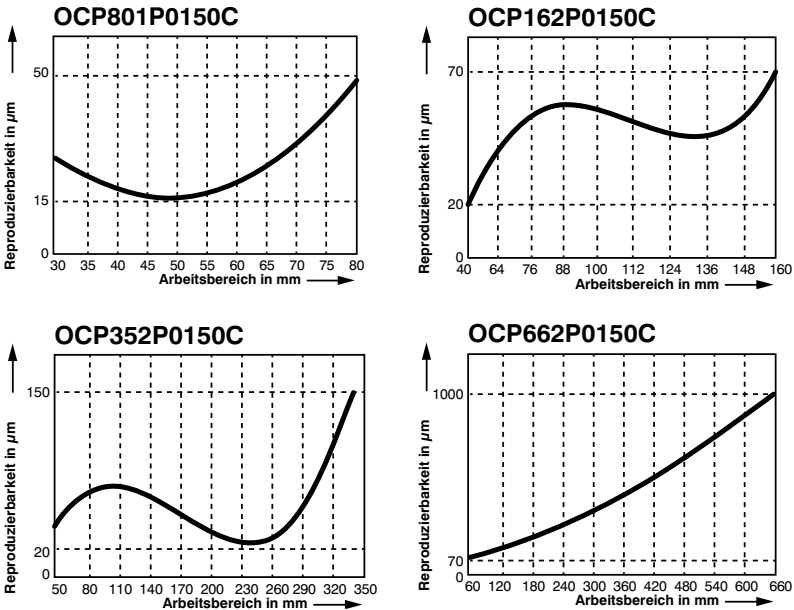 OCP801P0150C
Reproduzierbarkeit in µm
50
15
0
30 35 40 45 50 55 60 65 70 75 80
Arbeitsbereich in mm
OCP162P0150C
Reproduzierbarkeit in µm
70
20
0
40 64 76 88 100 112 124 136 148 160
Arbeitsbereich in mm
OCP352P0150C
Reproduzierbarkeit in µm
150
20
0
50 80 110 140 170 200 230 260 290 320 350
Arbeitsbereich in mm
OCP662P0150C
Reproduzierbarkeit in µm
1000
70
0
60 120 180 240 300 360 420 480 540 600 660
Arbeitsbereich in mm